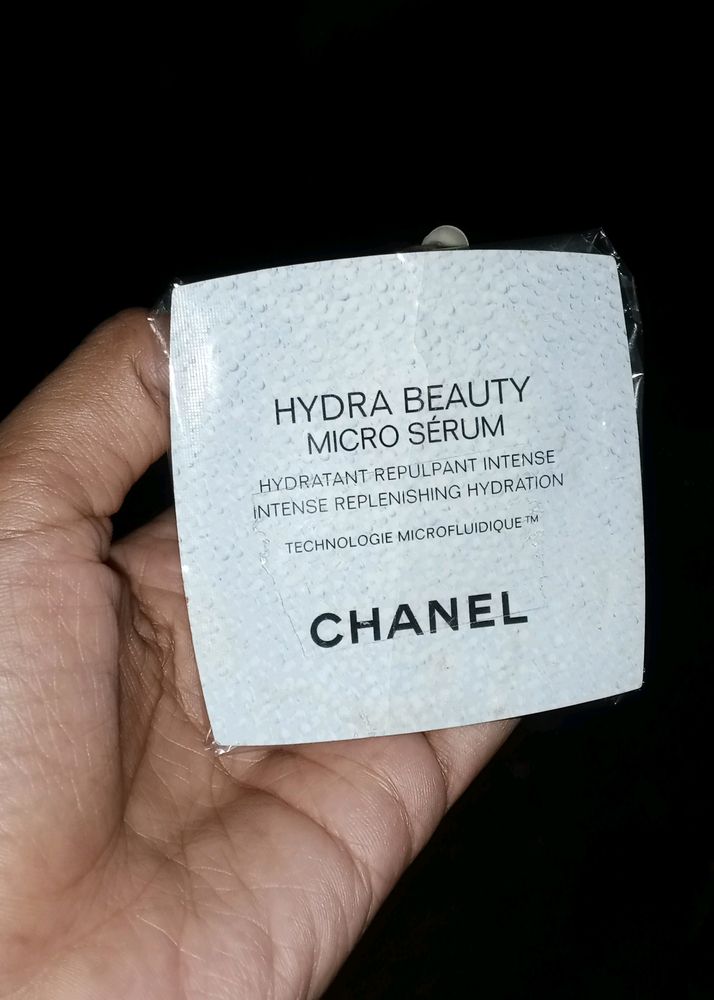 HYDRA BEAUTY
MICRO SÉRUM
HYDRATANT REPULPANT INTENSE
INTENSE REPLENISHING HYDRATION
TECHNOLOGIE MICROFLUIDIQUE™
CHANEL